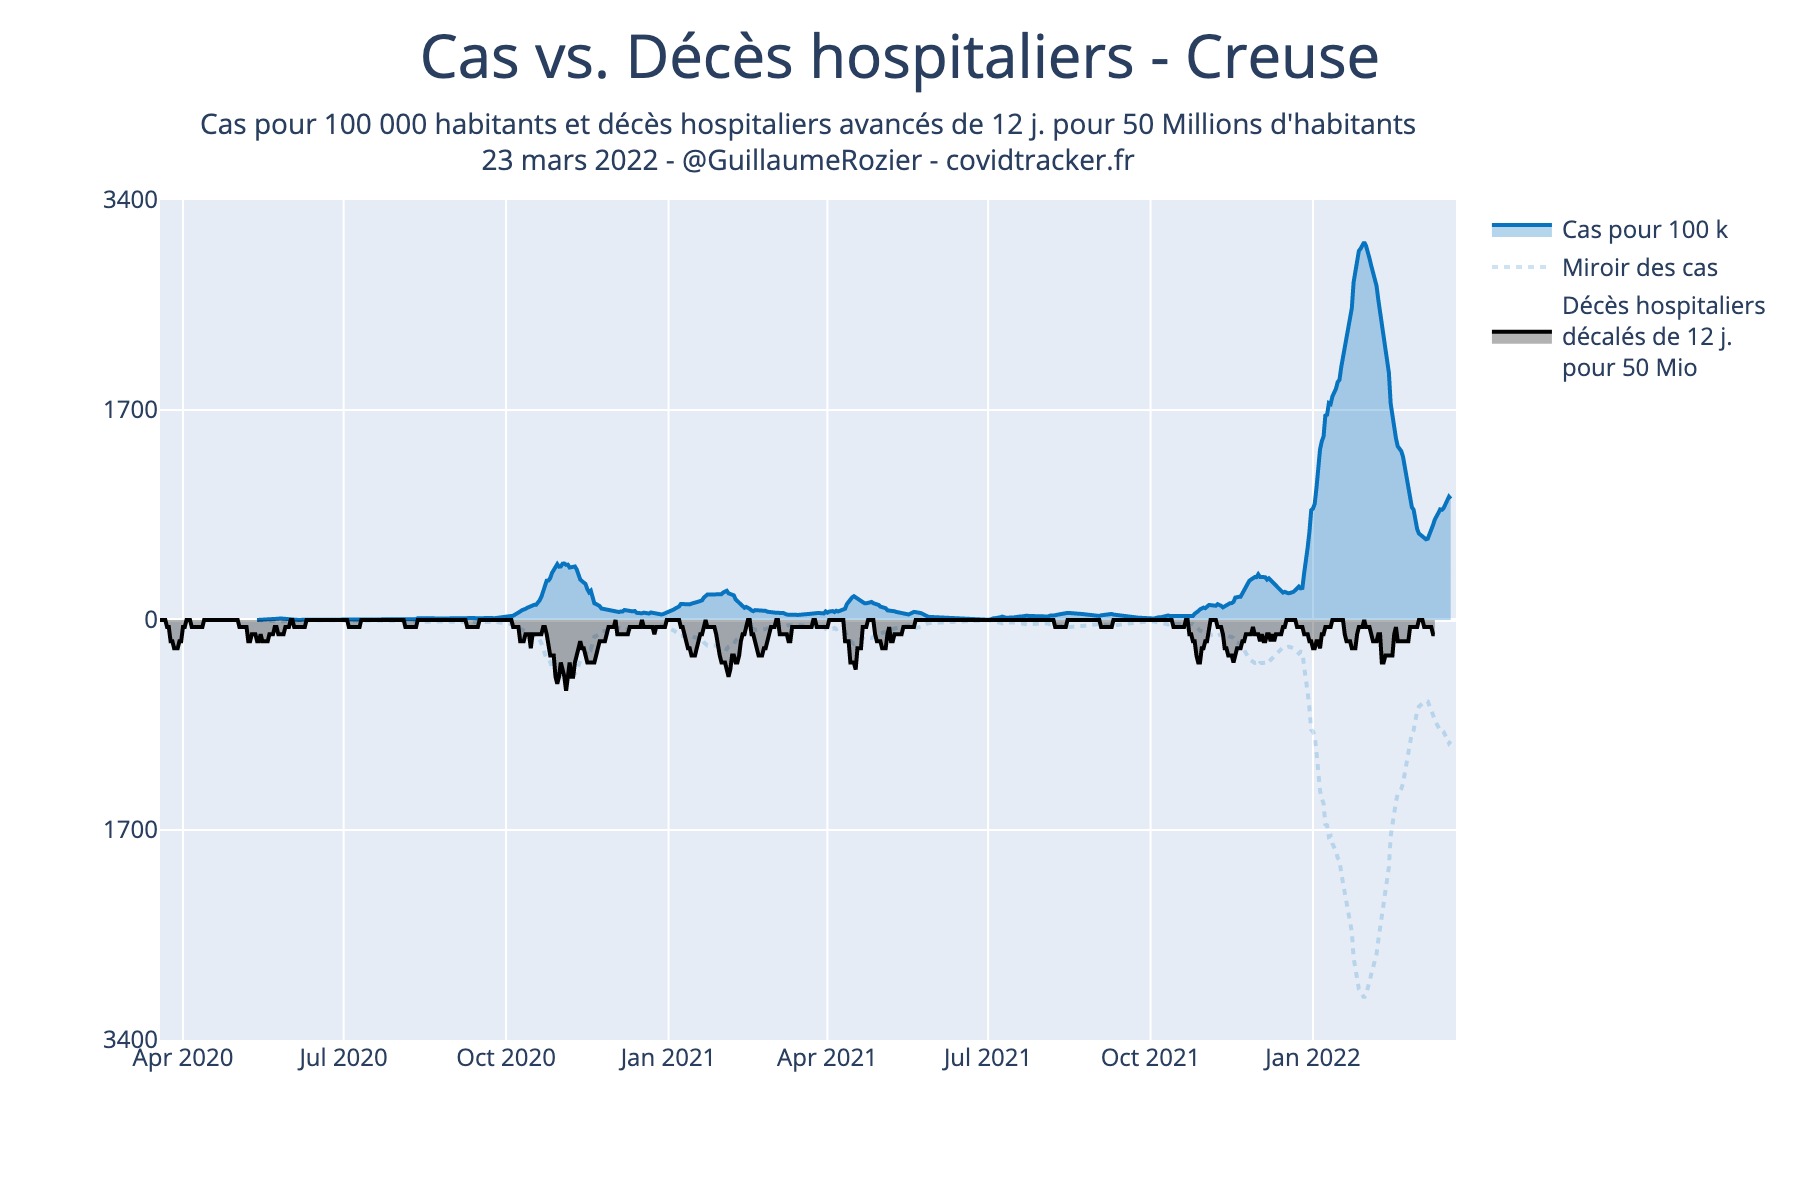 Cas vs. Décès hospitaliers - Creuse
Cas pour 100 000 habitants et décès hospitaliers avancés de 12 j. pour 50 Millions d'habitants
23 mars 2022 - @GuillaumeRozier - covidtracker.fr
3400
1700
0
1700
3400
Apr 2020
Jul 2020
Oct 2020
Jan 2021
Apr 2021
Jul 2021
Oct 2021
Jan 2022
Cas pour 100 k
Miroir des cas
Décès hospitaliers
décalés de 12 j.
pour 50 Mio